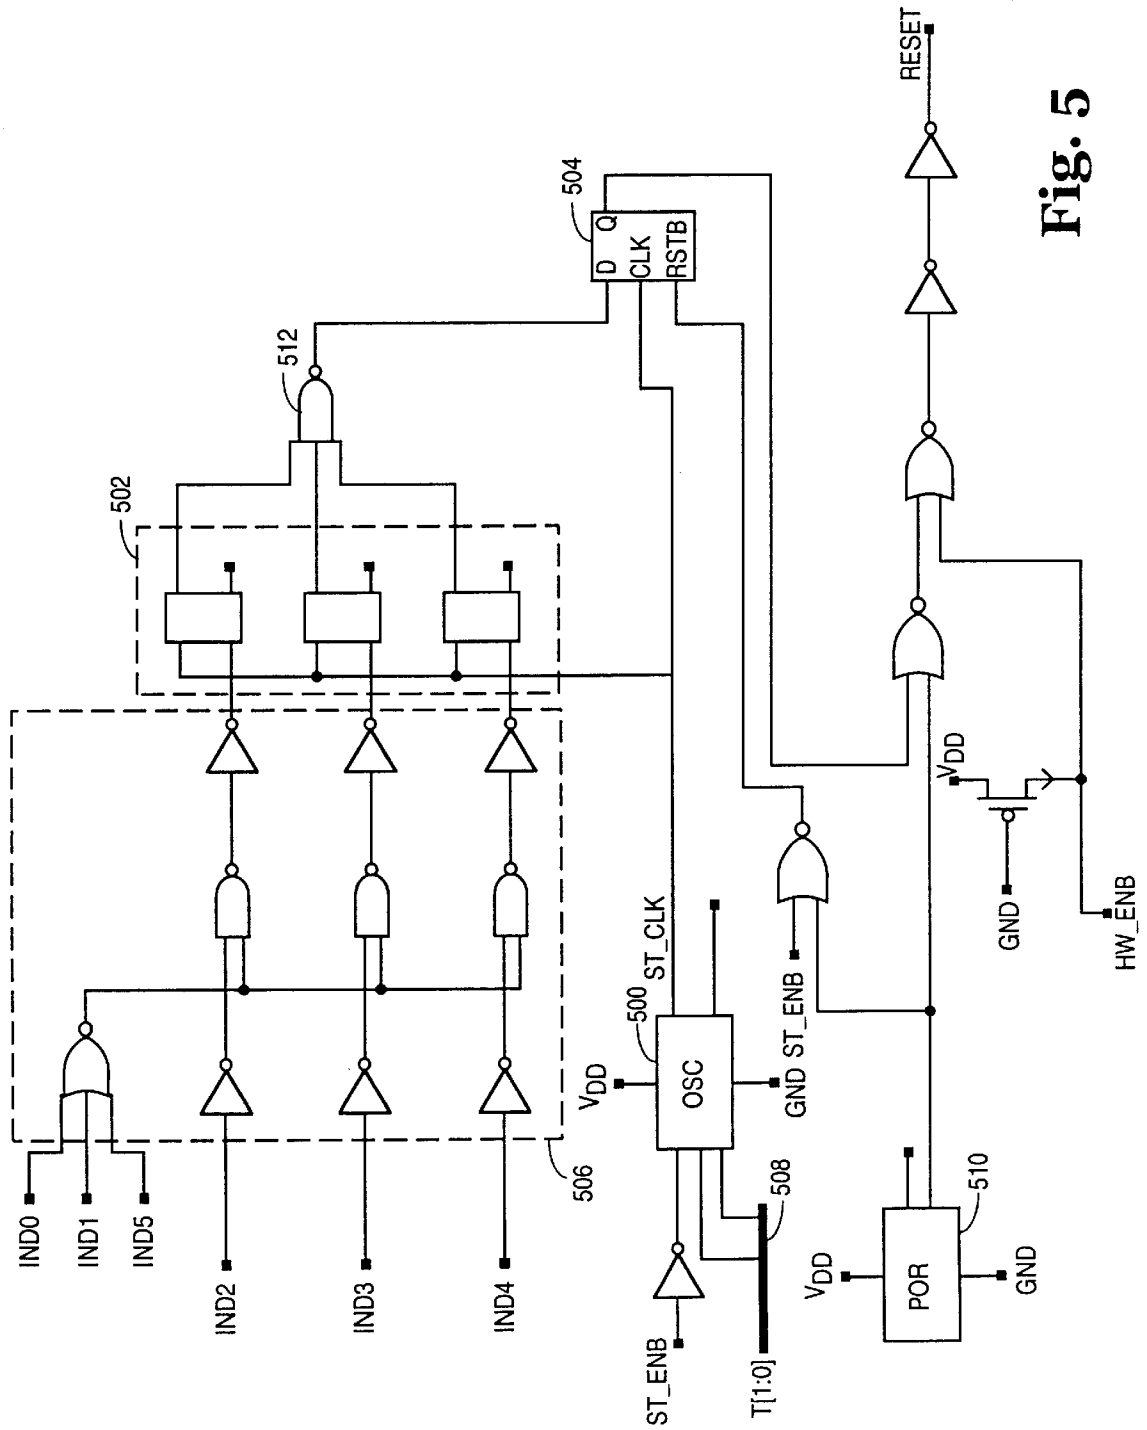 IND0
IND1
IND5
IND2
IND3
IND4
506
502
512
504
D
Q
CLK
RSTB
ST_ENB
T[1:0]
508
VDD
OSC
500
GND
ST_CLK
ST_ENB
VDD
POR
510
GND
VDD
GND
HW_ENB
RESET
Fig. 5